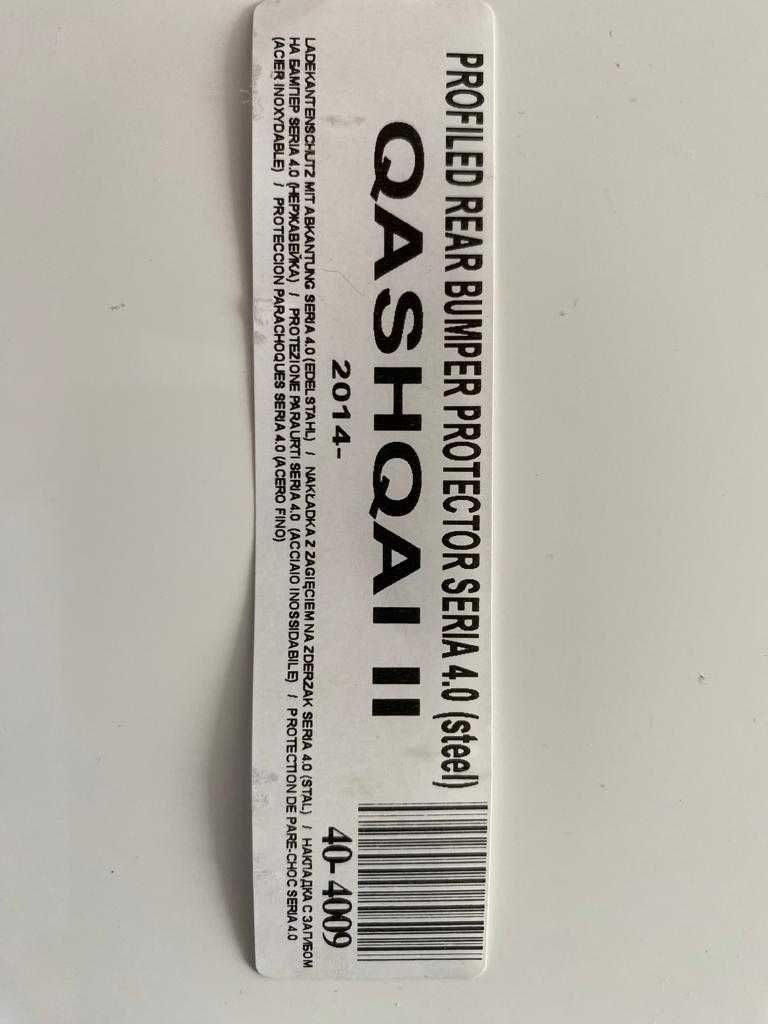 PROFILED REAR BUMPER PROTECTOR SERIA 4.0 (steel)
QASHQAI II
2014-
40-4009
LADEKANTENSCHUTZ MIT ABKANTUNG SERIA 4.0 (EDELSTAHL) / NAKŁADKA Z ZAGIĘCIEM NA ZDERZAK SERIA 4.0 (STAL) / НАКЛАДКА С ЗАГИБОМ
НА БАМПЕР SERIA 4.0 (НЕРЖАВЕЙКА) / PROTEZIONE PARAURTI SERIA 4.0 (ACCIAIO INOSSIDABILE) / PROTECTION DE PARE-CHOC SERIA 4.0
(ACIER INOXYDABLE) / PROTECCION PARACHOQUES SERIA 4.0 (ACERO FINO)